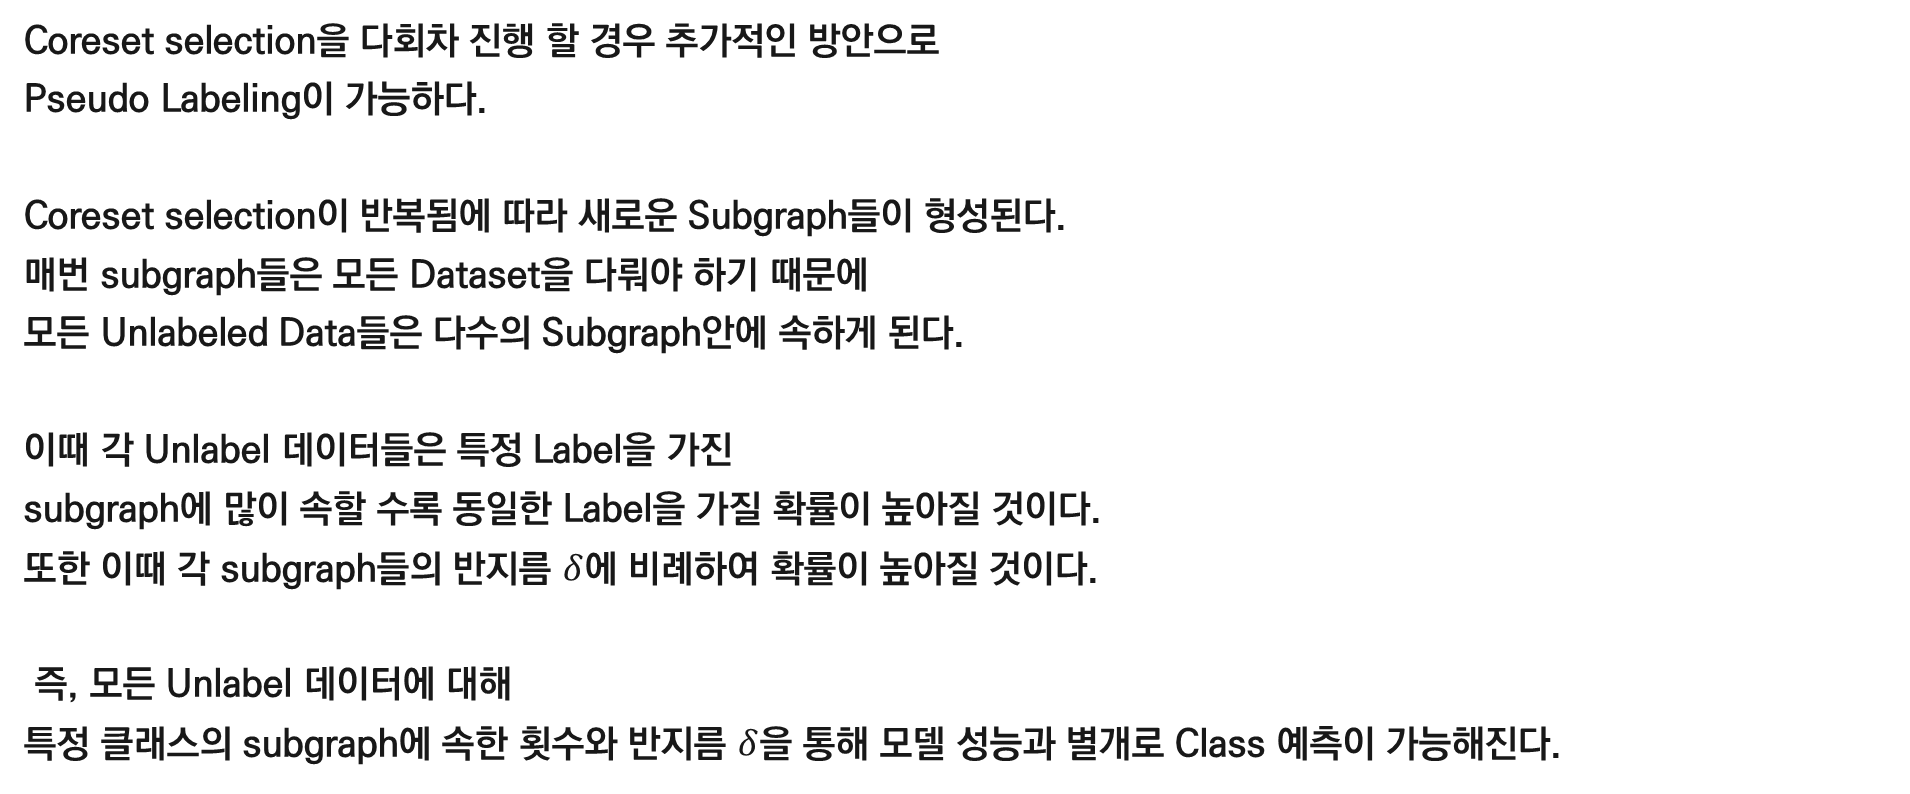 Coreset selection을 다회차 진행 할 경우 추가적인 방안으로
Pseudo Labeling이 가능하다.
Coreset selection이 반복됨에 따라 새로운 Subgraph들이 형성된다.
매번 subgraph들은 모든 Dataset을 다뤄야 하기 때문에
모든 Unlabeled Data들은 다수의 Subgraph안에 속하게 된다.
이때 각 Unlabel 데이터들은 특정 Label을 가진
subgraph에 많이 속할 수록 동일한 Label을 가질 확률이 높아질 것이다.
또한 이때 각 subgraph들의 반지름 δ에 비례하여 확률이 높아질 것이다.
즉, 모든 Unlabel 데이터에 대해
특정 클래스의 subgraph에 속한 횟수와 반지름 δ을 통해 모델 성능과 별개로 Class 예측이 가능해진다.